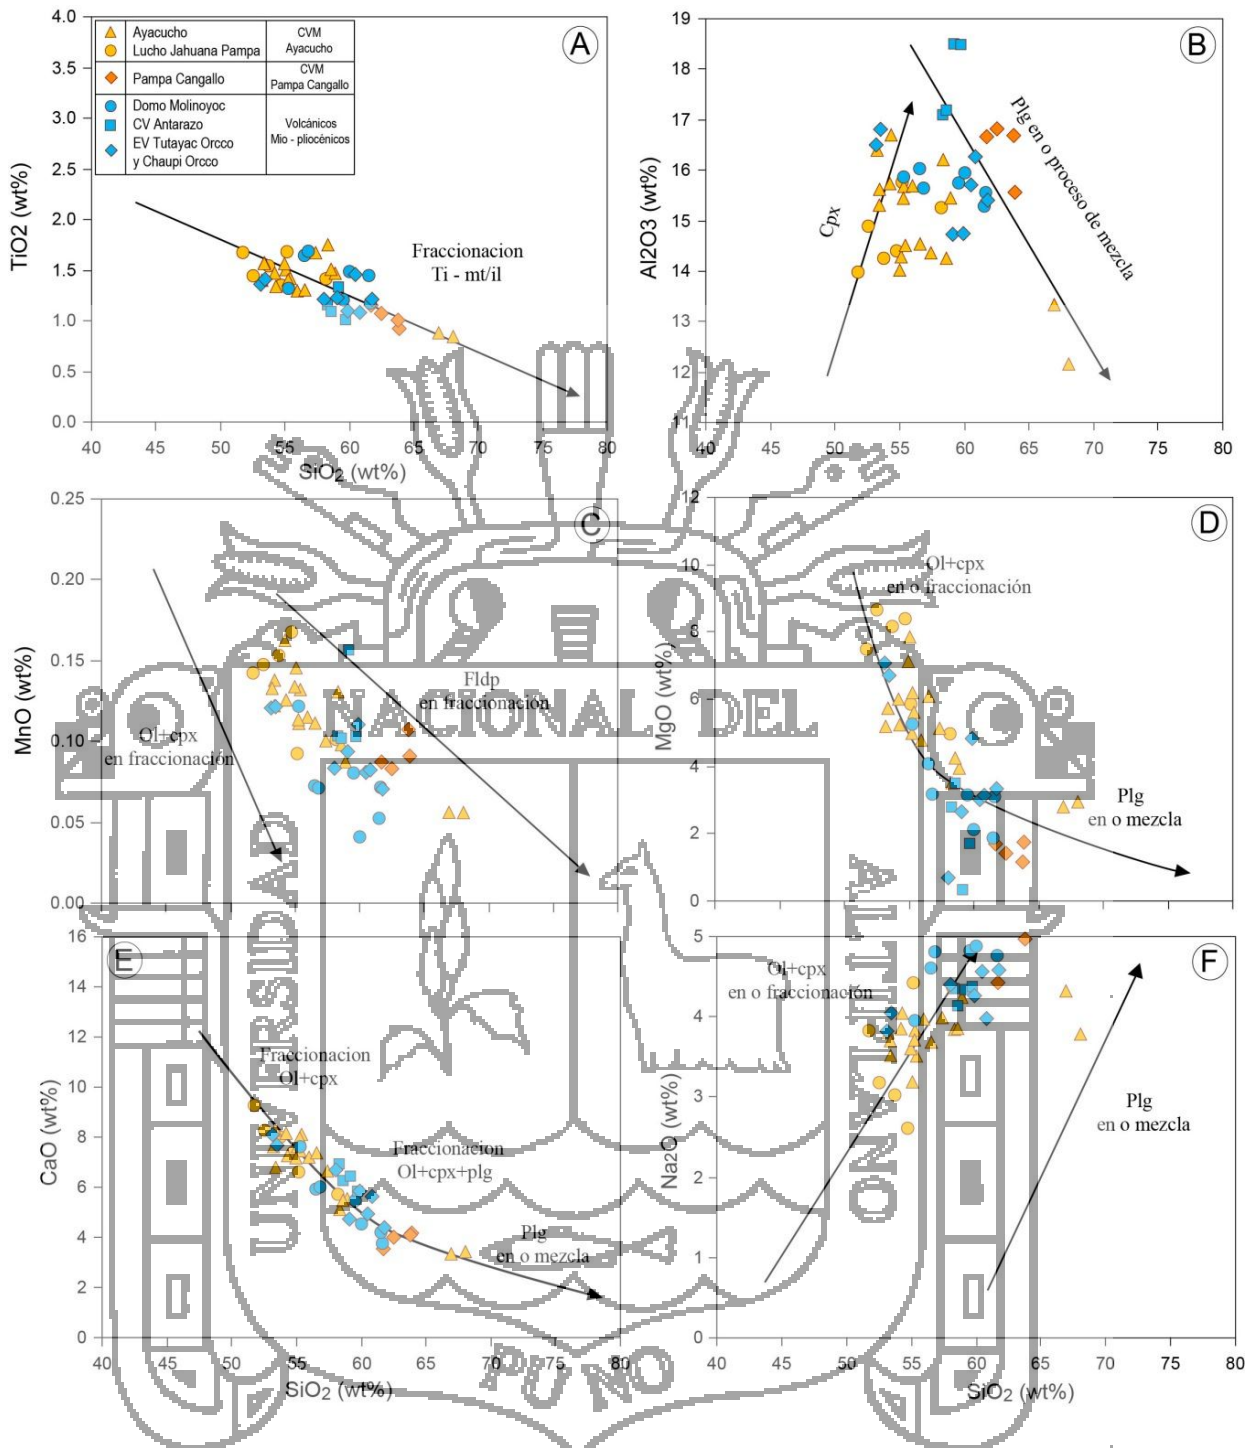 4.0
3.5
3.0
2.5
2.0
1.5
1.0
0.5
0.0
TiO2 (wt%)
Ayacucho
Lucho Jahuana Pampa
CVM
Ayacucho
Pampa Cangallo
CVM
Pampa Cangallo
Domo Molinoyoc
CV Antarazo
EV Tutayac Orcco
y Chaupi Orcco
Volcánicos
Mio - pliocénicos
A
Fraccionacion
Ti - mt/il
40 45 50 55 60 65 70 75 80
SiO2 (wt%)
19
18
17
16
15
14
13
12
11
Al2O3 (wt%)
B
Cpx
Plg en o proceso de mezcla
40 45 50 55 60 65 70 75 80
0.25
0.20
0.15
0.10
0.05
0.00
MnO (wt%)
C
Ol+cpx
en fraccionación
Fldp
en fraccionación
12
10
8
6
4
2
0
MgO (wt%)
D
Ol+cpx
en o fraccionación
Plg
en o mezcla
16
14
12
10
8
6
4
2
0
CaO (wt%)
E
Fraccionacion
Ol+cpx
Fraccionacion
Ol+cpx+plg
Plg
en o mezcla
40 45 50 55 60 65 70 75 80
SiO2 (wt%)
5
4
3
2
1
0
Na2O (wt%)
F
Ol+cpx
en o fraccionación
Plg
en o mezcla
40 45 50 55 60 65 70 75 80
SiO2 (wt%)
UNIVERSIDAD
NACIONAL DEL
ALTIPLANO
PUNO